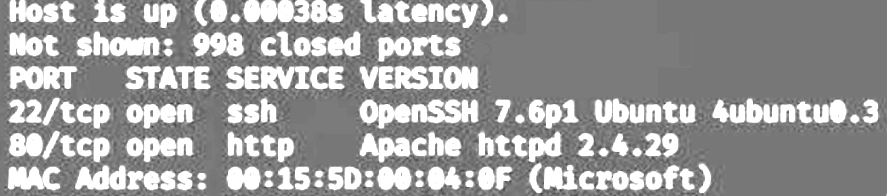 Host is up (0.00038s latency).
Not shown: 998 closed ports
PORT   STATE SERVICE VERSION
22/tcp open  ssh     OpenSSH 7.6p1 Ubuntu 4ubuntu0.3
80/tcp open  http    Apache httpd 2.4.29
MAC Address: 00:15:5D:00:04:0F (Microsoft)